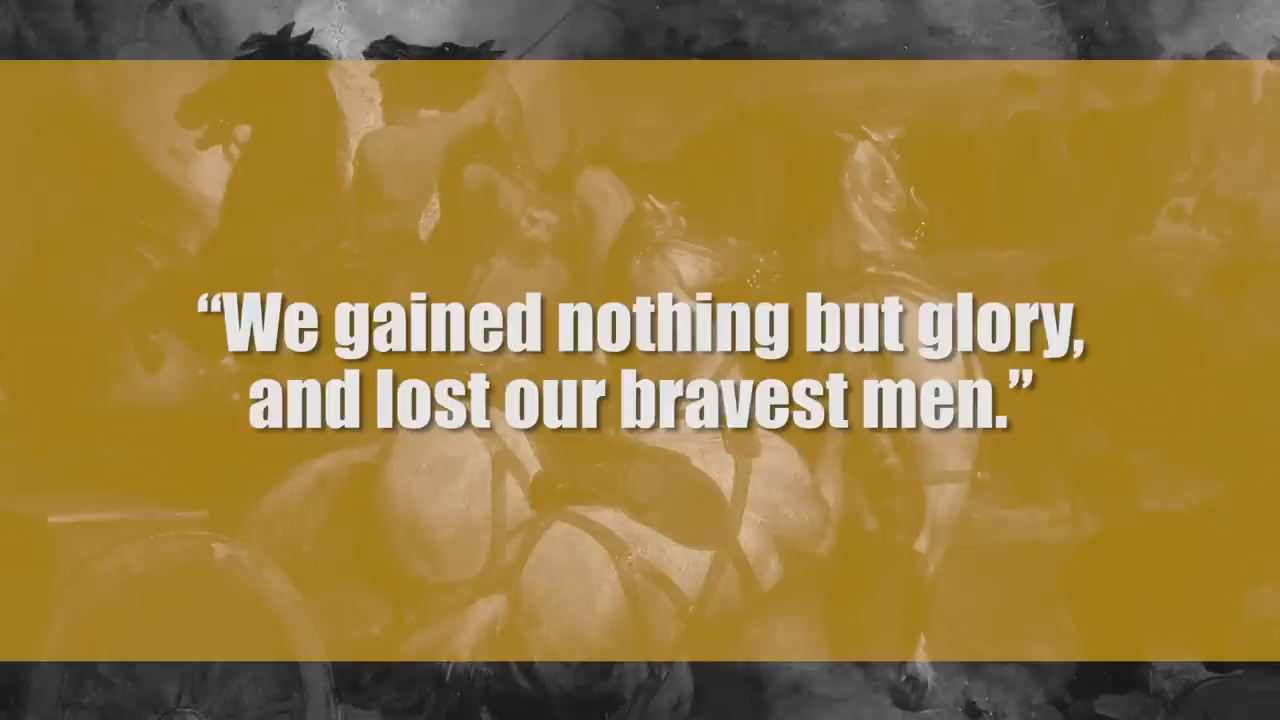 “We gained nothing but glory,
and lost our bravest men.”